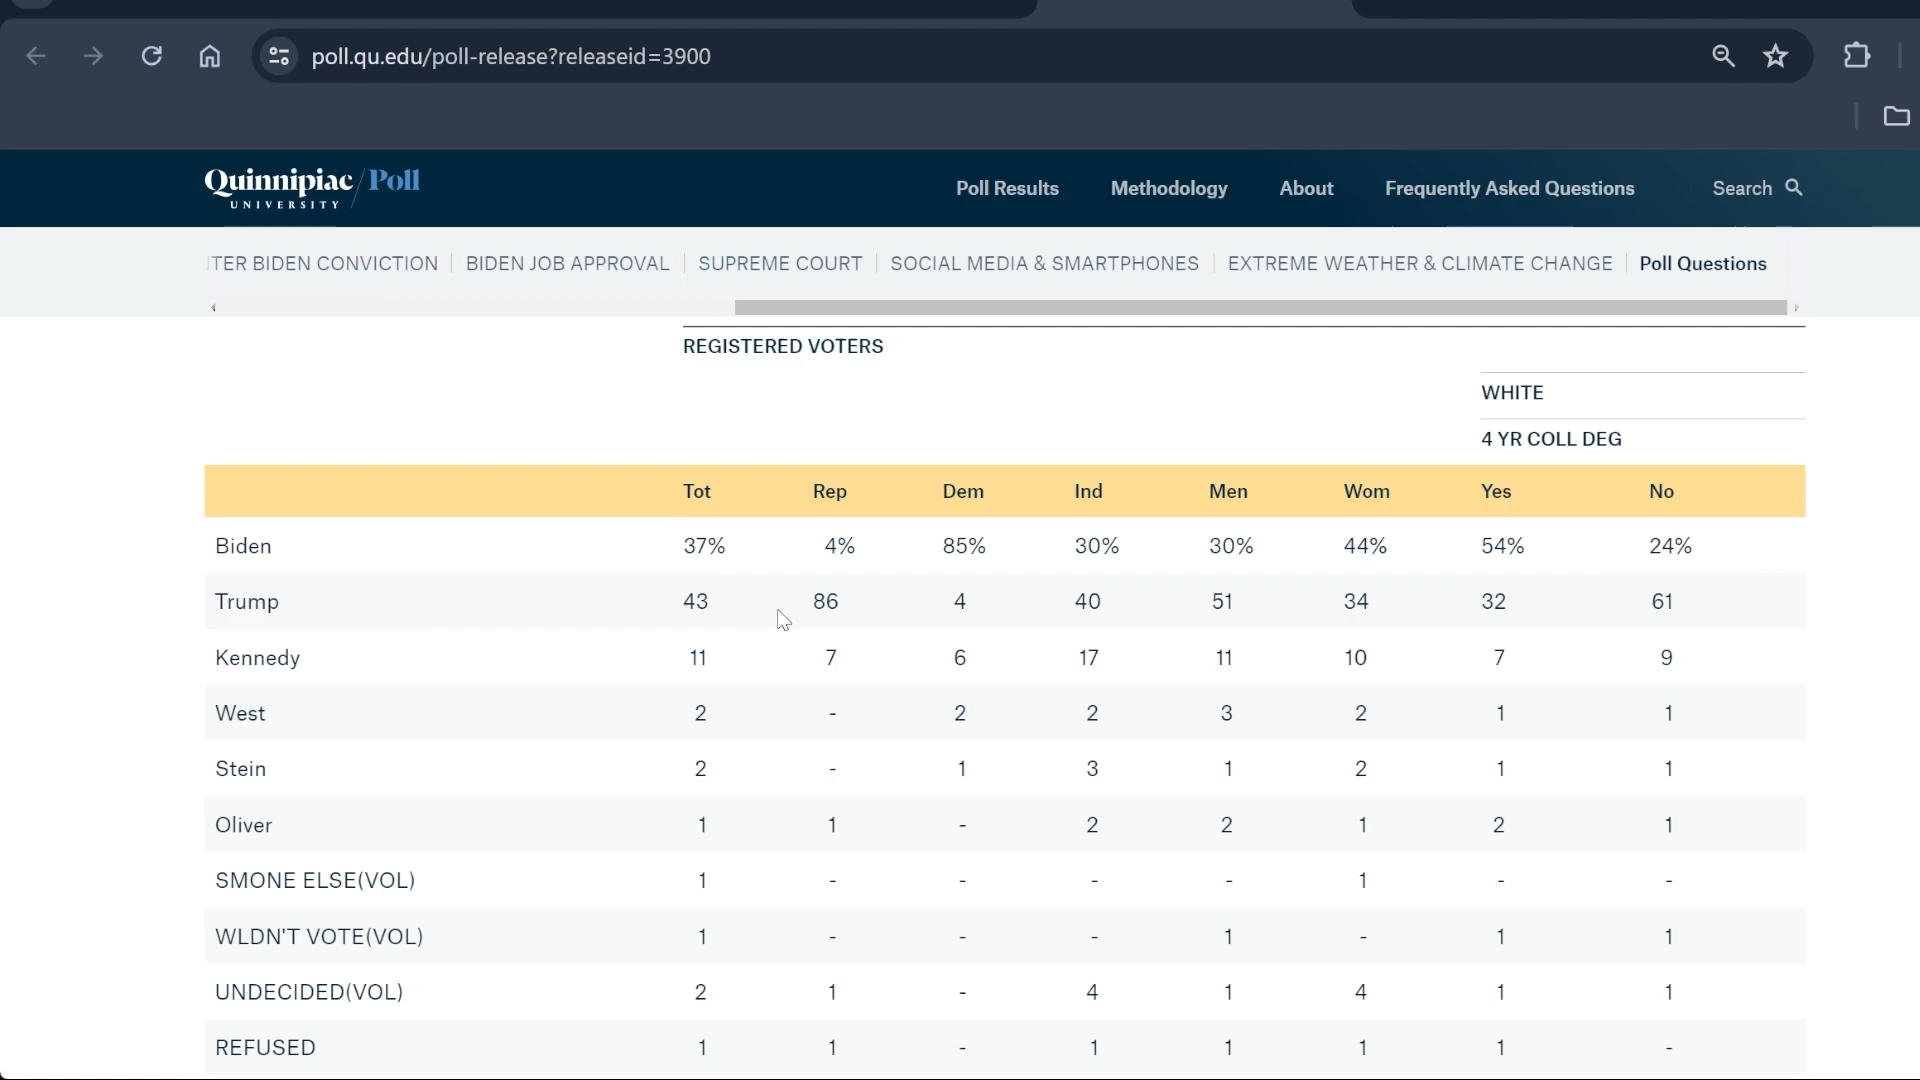 poll.qu.edu/poll-release?releaseid=3900
Quinnipiac / Poll
UNIVERSITY
Poll Results Methodology About Frequently Asked Questions Search
TER BIDEN CONVICTION BIDEN JOB APPROVAL SUPREME COURT SOCIAL MEDIA & SMARTPHONES EXTREME WEATHER & CLIMATE CHANGE Poll Questions
REGISTERED VOTERS
WHITE
4 YR COLL DEG
Tot Rep Dem Ind Men Wom Yes No
Biden 37% 4% 85% 30% 30% 44% 54% 24%
Trump 43 86 4 40 51 34 32 61
Kennedy 11 7 6 17 11 10 7 9
West 2 - 2 2 3 2 1 1
Stein 2 - 1 3 1 2 1 1
Oliver 1 1 - 2 2 1 2 1
SMONE ELSE(VOL) 1 - - - - 1 - -
WLDN'T VOTE(VOL) 1 - - - 1 - 1 1
UNDECIDED(VOL) 2 1 - 4 1 4 1 1
REFUSED 1 1 - 1 1 1 1 -